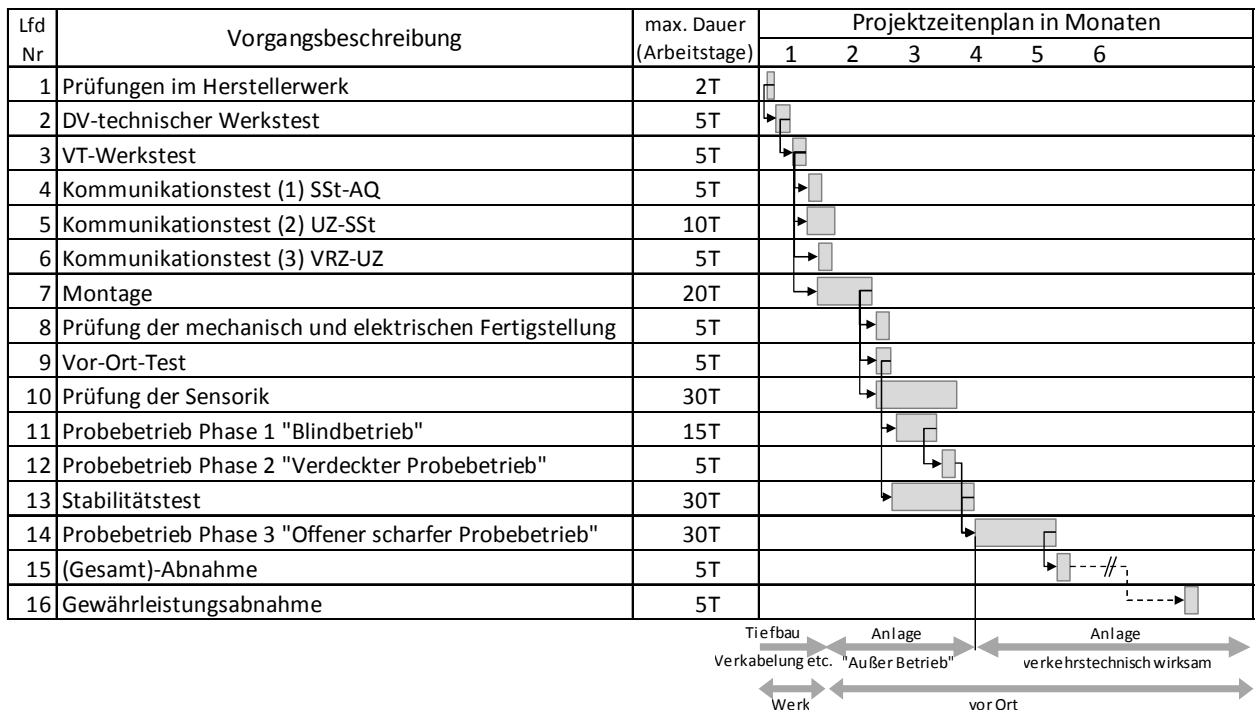 Lfd Nr Vorgangsbeschreibung max. Dauer (Arbeitstage) Projektzeitenplan in Monaten
1 2 3 4 5 6
1 Prüfungen im Herstellerwerk 2T
2 DV-technischer Werkstest 5T
3 VT-Werkstest 5T
4 Kommunikationstest (1) SSt-AQ 5T
5 Kommunikationstest (2) UZ-SSt 10T
6 Kommunikationstest (3) VRZ-UZ 5T
7 Montage 20T
8 Prüfung der mechanisch und elektrischen Fertigstellung 5T
9 Vor-Ort-Test 5T
10 Prüfung der Sensorik 30T
11 Probebetrieb Phase 1 "Blindbetrieb" 15T
12 Probebetrieb Phase 2 "Verdeckter Probebetrieb" 5T
13 Stabilitätstest 30T
14 Probebetrieb Phase 3 "Offener scharfer Probebetrieb" 30T
15 (Gesamt)-Abnahme 5T
16 Gewährleistungsabnahme 5T
Tiefbau Anlage Anlage
Verkabelung etc. "Außer Betrieb" verkehrstechnisch wirksam
Werk vor Ort